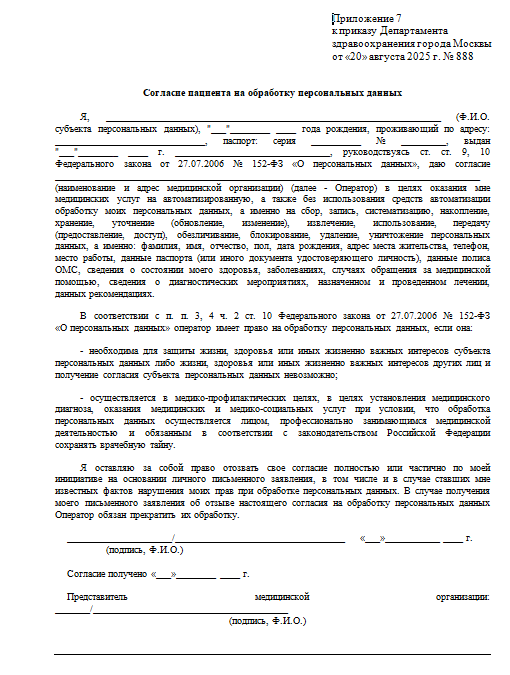 Приложение 7
к приказу Департамента
здравоохранения города Москвы
от «20» августа 2025 г. № 888
Согласие пациента на обработку персональных данных
Я, ____________________ (Ф.И.О.
субъекта персональных данных), "___"_________ ____ года рождения, проживающий по адресу:
____________________, паспорт: серия _________ №_________, выдан
"___"________ ____ г. ____________________, руководствуясь ст. ст. 9, 10
Федерального закона от 27.07.2006 № 152-ФЗ «О персональных данных», даю согласие
____________________
(наименование и адрес медицинской организации) (далее - Оператор) в целях оказания мне
медицинских услуг на автоматизированную, а также без использования средств автоматизации
обработку моих персональных данных, а именно на сбор, запись, систематизацию, накопление,
хранение, уточнение (обновление, изменение), извлечение, использование, передачу
(предоставление, доступ), обезличивание, блокирование, удаление, уничтожение персональных
данных, а именно: фамилия, имя, отчество, пол, дата рождения, адрес места жительства, телефон,
место работы, данные паспорта (или иного документа удостоверяющего личность), данные полиса
ОМС, сведения о состоянии моего здоровья, заболеваниях, случаях обращения за медицинской
помощью, сведения о диагностических мероприятиях, назначенном и проведенном лечении,
данных рекомендациях.
В соответствии с п. п. 3, 4 ч. 2 ст. 10 Федерального закона от 27.07.2006 № 152-ФЗ
«О персональных данных» оператор имеет право на обработку персональных данных, если она:
- необходима для защиты жизни, здоровья или иных жизненно важных интересов субъекта
персональных данных либо жизни, здоровья или иных жизненно важных интересов других лиц и
получение согласия субъекта персональных данных невозможно;
- осуществляется в медико-профилактических целях, в целях установления медицинского
диагноза, оказания медицинских и медико-социальных услуг при условии, что обработка
персональных данных осуществляется лицом, профессионально занимающимся медицинской
деятельностью и обязанным в соответствии с законодательством Российской Федерации
сохранять врачебную тайну.
Я оставляю за собой право отозвать свое согласие полностью или частично по моей
инициативе на основании личного письменного заявления, в том числе и в случае ставших мне
известных фактов нарушения моих прав при обработке персональных данных. В случае получения
моего письменного заявления об отзыве настоящего согласия на обработку персональных данных
Оператор обязан прекратить их обработку.
____________________/____________________ «___»___________ ____ г.
(подпись, Ф.И.О.)
Согласие получено «___»________ ____ г.
Представитель медицинской организации:
_______/____________________
(подпись, Ф.И.О.)